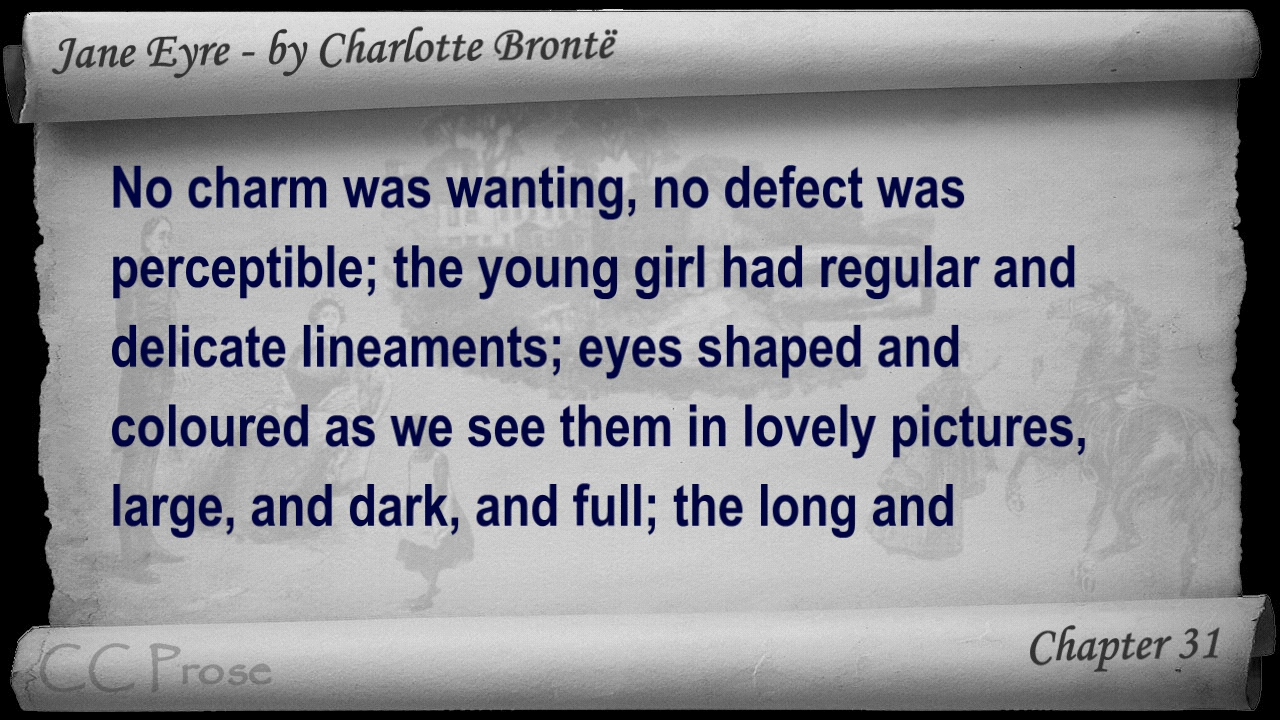 Jane Eyre - by Charlotte Brontë
No charm was wanting, no defect was
perceptible; the young girl had regular and
delicate lineaments; eyes shaped and
coloured as we see them in lovely pictures,
large, and dark, and full; the long and
Chapter 31
CC Prose